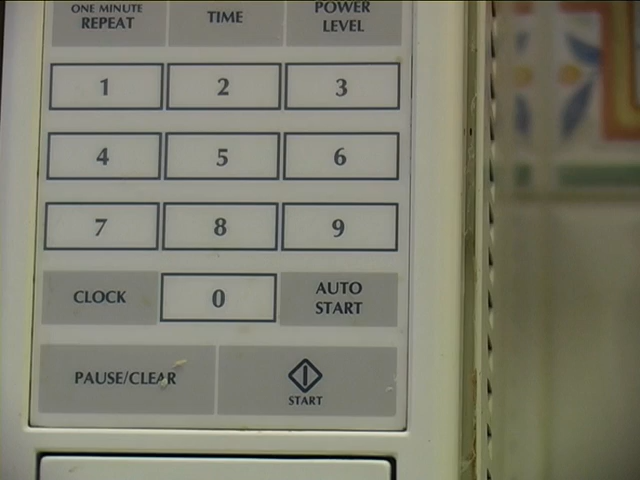 ONE MINUTE
REPEAT
TIME
POWER
LEVEL
1 2 3
4 5 6
7 8 9
CLOCK
0
AUTO
START
PAUSE/CLEAR
START